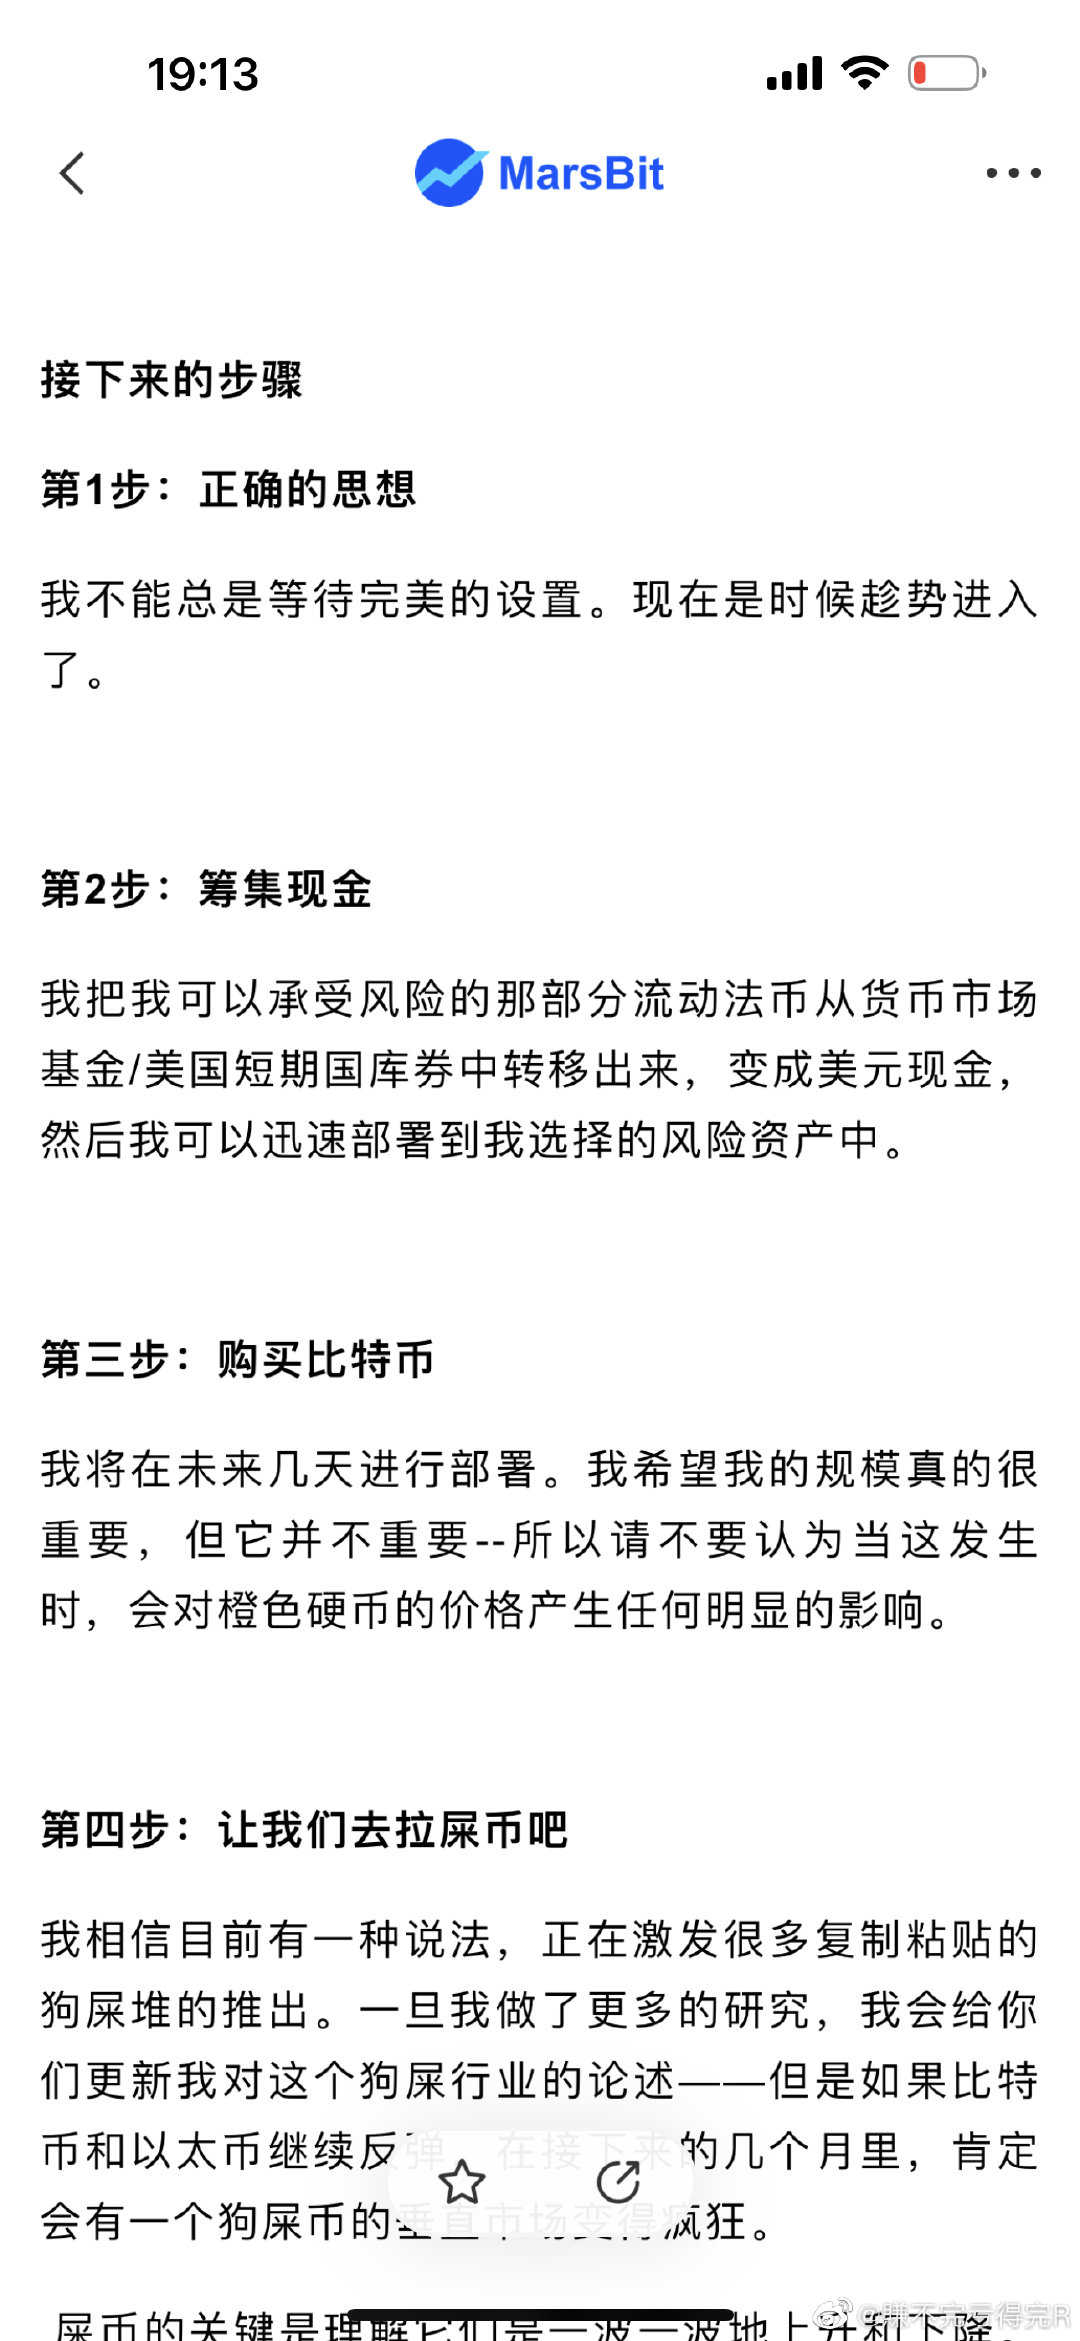 19:13
MarsBit
接下来的步骤
第1步：正确的思想
我不能总是等待完美的设置。现在是时候趁势进入
了。
第2步：筹集现金
我把我可以承受风险的那部分流动法币从货币市场
基金/美国短期国库券中转移出来，变成美元现金，
然后我可以迅速部署到我选择的风险资产中。
第三步：购买比特币
我将在未来几天进行部署。我希望我的规模真的很
重要，但它并不重要--所以请不要认为当这发生
时，会对橙色硬币的价格产生任何明显的影响。
第四步：让我们去拉屎币吧
我相信目前有一种说法，正在激发很多复制粘贴的
狗屎堆的推出。一旦我做了更多的研究，我会给你
们更新我对这个狗屎行业的论述——但是如果比特
币和以太币继续反弹，在接下来的几个月里，肯定
会有一个狗屎币的垂直市场变得疯狂。
屎币的关键是理解它们是一波一波地上升和下降。
@赚不完亏得完R